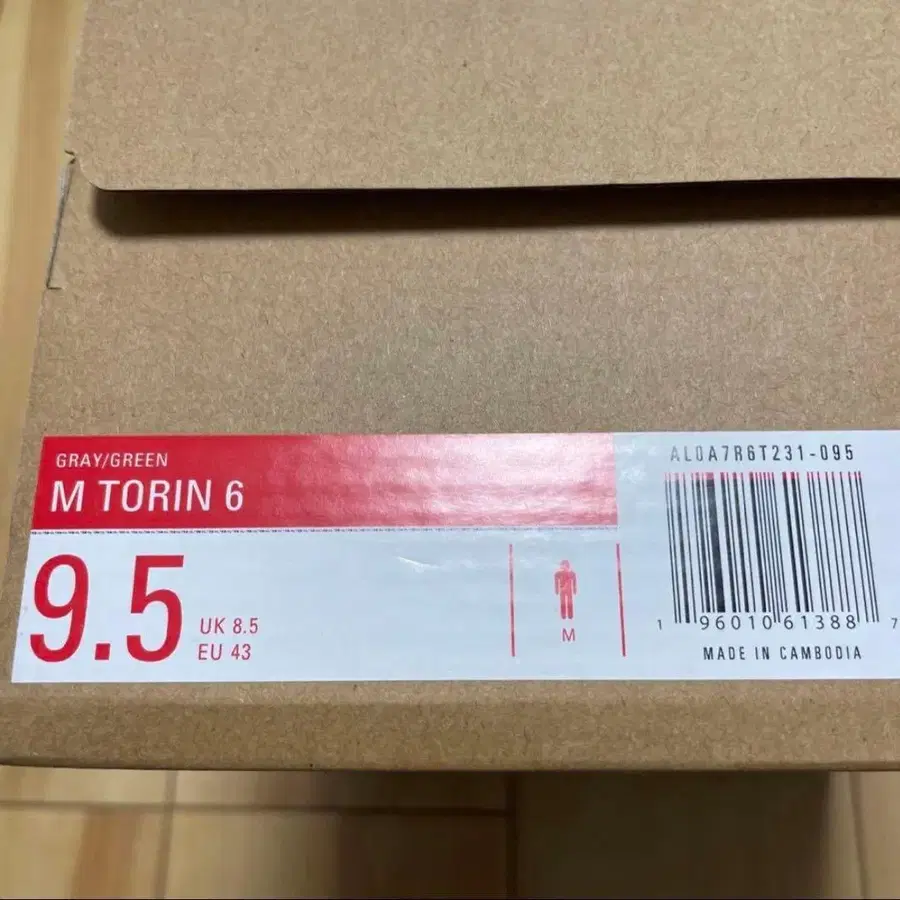 GRAY/GREEN
M TORIN 6
9.5
UK 8.5
EU 43
M
AL0A7R6T231-095
1 96010 61388 7
MADE IN CAMBODIA